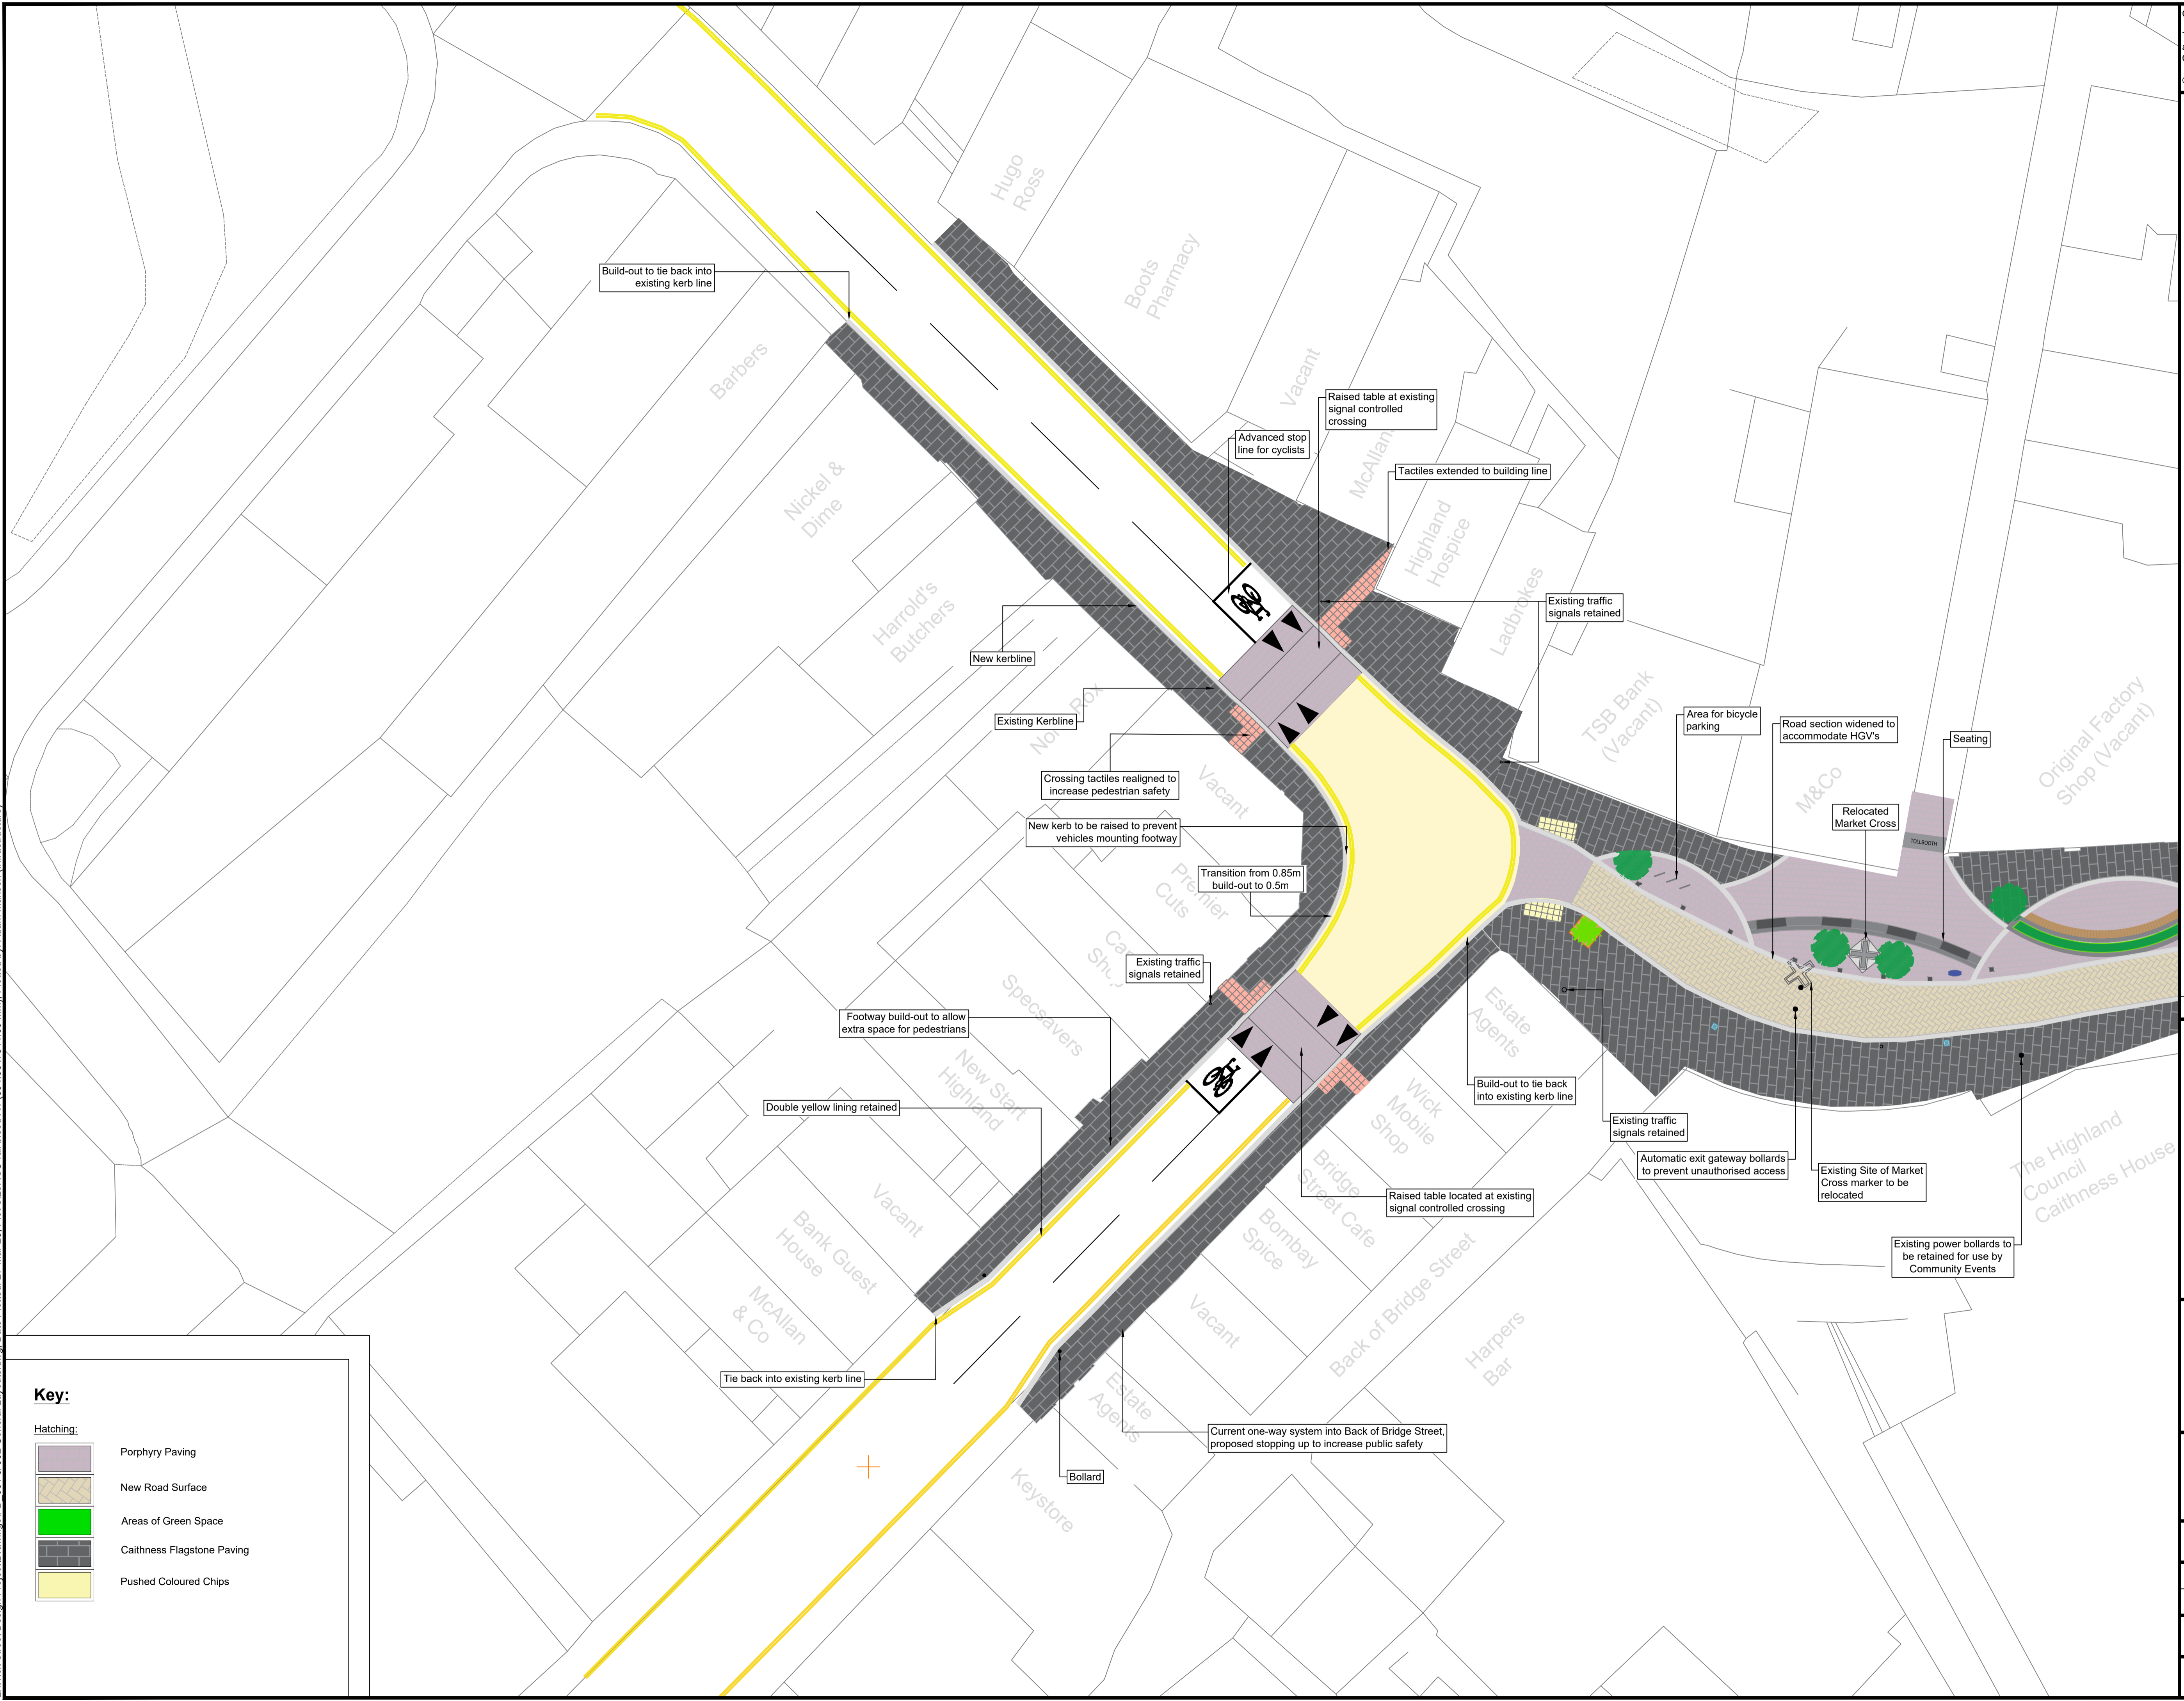 Hugo
Ross
Boots
Pharmacy
Build-out to tie back into
existing kerb line
Barbers
Vacant
Raised table at existing
signal controlled
crossing
Advanced stop
line for cyclists
McAllans
Tactiles extended to building line
Nickel &
Dime
Highland
Hospice
Ladbrokes
Existing traffic
signals retained
Harrold's
Butchers
New kerbline
TSB Bank
(Vacant)
Original Factory
Shop (Vacant)
Area for bicycle
parking
Road section widened to
accommodate HGV's
Seating
Existing Kerbline
Crossing tactiles realigned to
increase pedestrian safety
Vacant
M&Co
Relocated
Market Cross
TOLLBOOTH
New kerb to be raised to prevent
vehicles mounting footway
Transition from 0.85m
build-out to 0.5m
Premier
Cuts
Existing traffic
signals retained
Specsavers
Footway build-out to allow
extra space for pedestrians
Estate
Agents
New Start
Highland
Double yellow lining retained
Wick
Mobile
Shop
Build-out to tie back
into existing kerb line
Existing traffic
signals retained
Automatic exit gateway bollards
to prevent unauthorised access
Existing Site of Market
Cross marker to be
relocated
The Highland
Council
Caithness House
Bridge
Street Cafe
Raised table located at existing
signal controlled crossing
Vacant
Bank Guest
House
Bombay
Spice
Existing power bollards to
be retained for use by
Community Events
McAllan
& Co
Vacant
Back of Bridge Street
Harpers
Bar
Tie back into existing kerb line
Estate
Agents
Current one-way system into Back of Bridge Street,
proposed stopping up to increase public safety
Bollard
Keystore
Key:
Hatching:
Porphyry Paving
New Road Surface
Areas of Green Space
Caithness Flagstone Paving
Pushed Coloured Chips